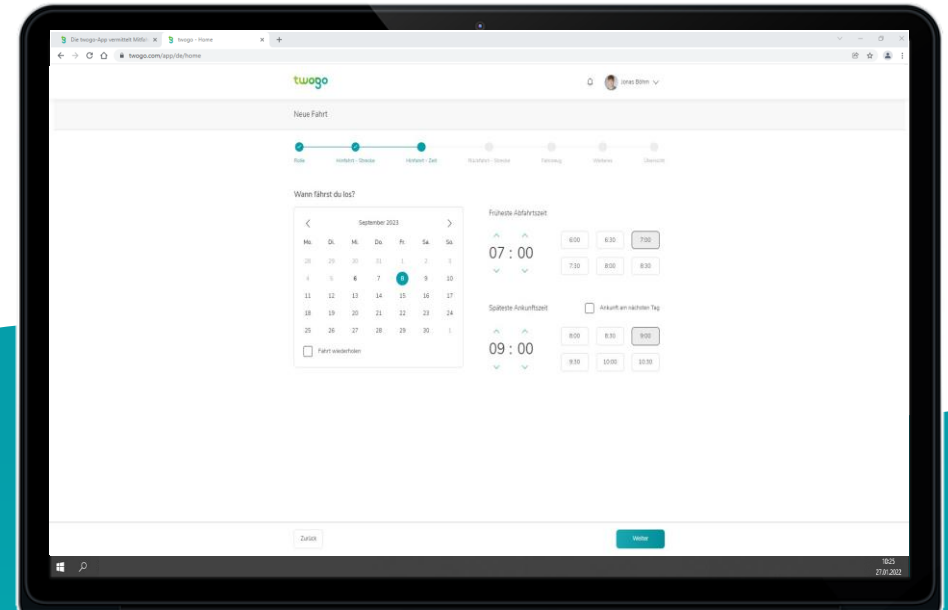 Die twogo-App vermittelt Mitfa
twogo - Home
twogo.com/app/de/home
twogo
Jonas Böhm
Neue Fahrt
Rolle
Hinfahrt - Strecke
Hinfahrt - Zeit
Rückfahrt - Strecke
Fahrzeug
Weiteres
Übersicht
Wann fährst du los?
September 2023
Mo. Di. Mi. Do. Fr. Sa. So.
28 29 30 31 1 2 3
4 5 6 7 8 9 10
11 12 13 14 15 16 17
18 19 20 21 22 23 24
25 26 27 28 29 30 1
Fahrt wiederholen
Früheste Abfahrtszeit
07 : 00
6:00 6:30 7:00
7:30 8:00 8:30
Späteste Ankunftszeit
Ankunft am nächsten Tag
09 : 00
8:00 8:30 9:00
9:30 10:00 10:30
Zurück
Weiter
18:25
27.01.2022